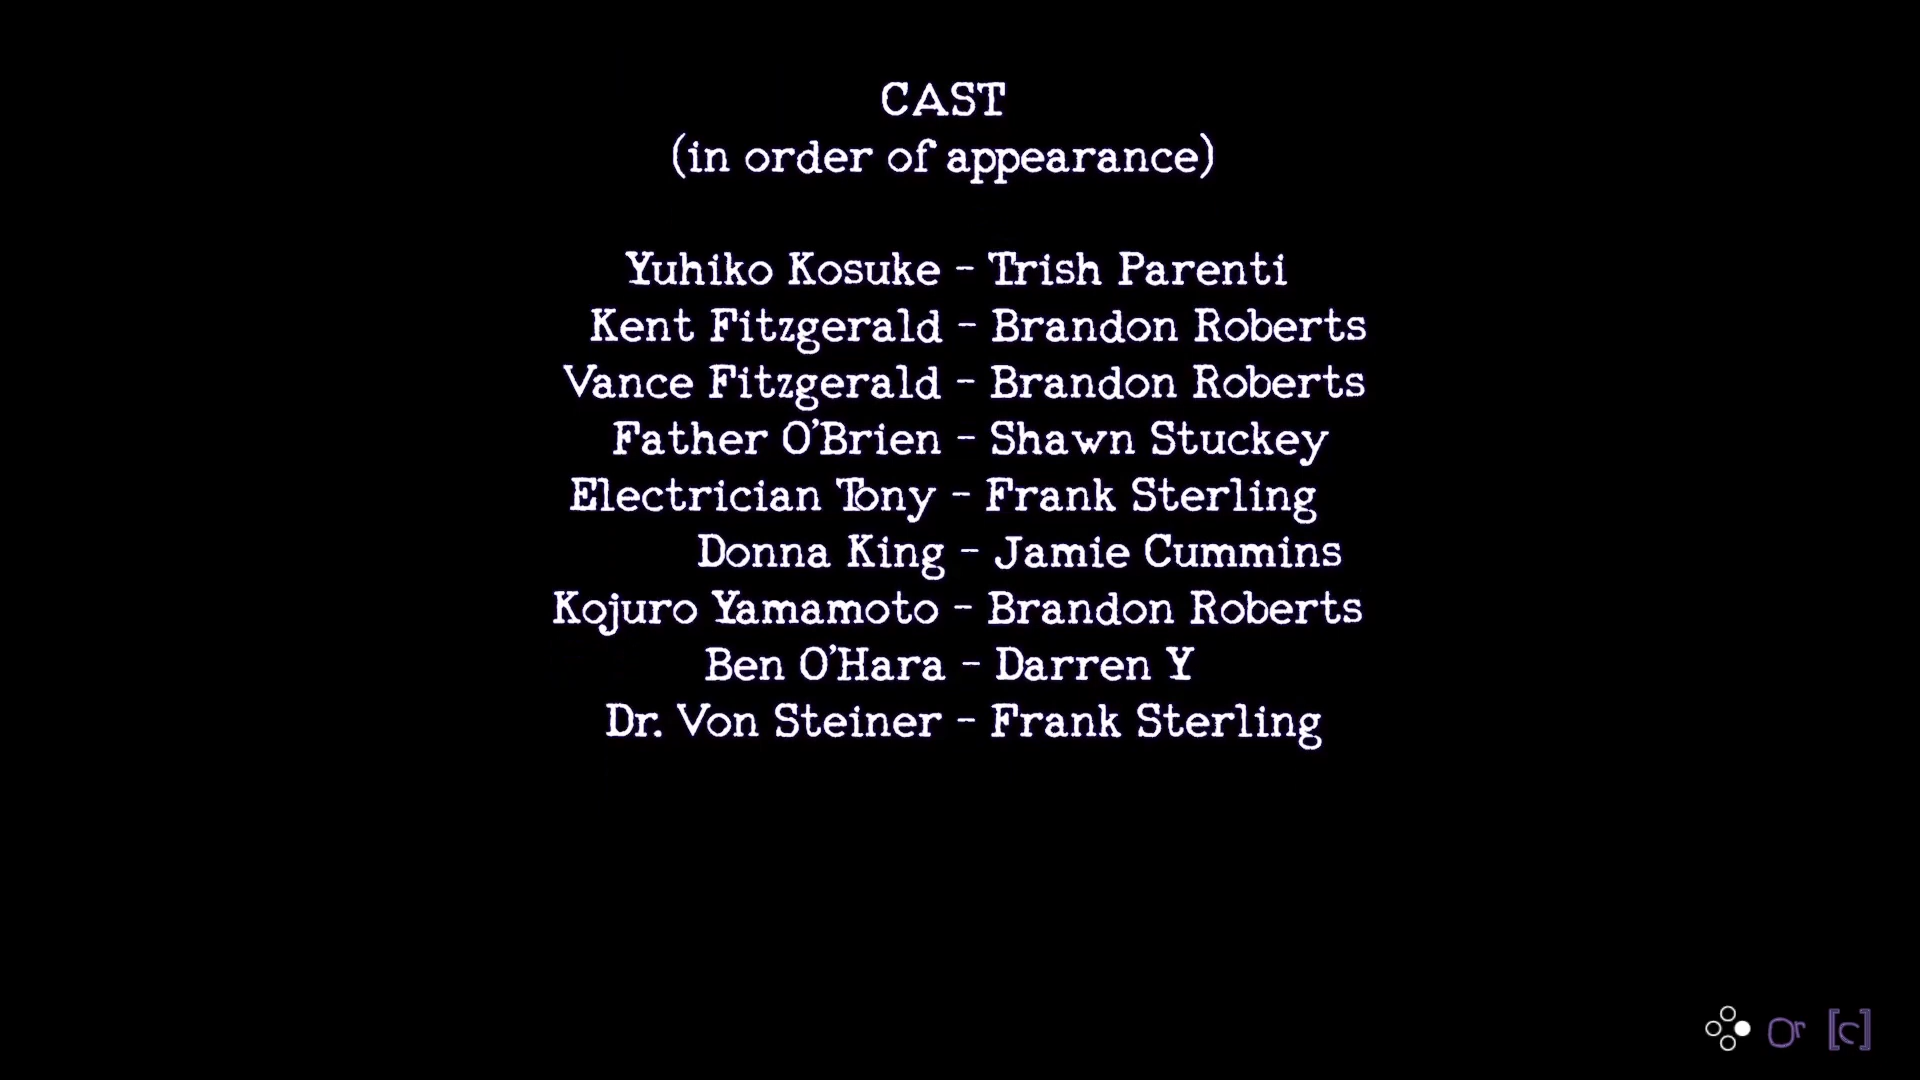 CAST
(in order of appearance)
Yuhiko Kosuke - Trish Parenti
Kent Fitzgerald - Brandon Roberts
Vance Fitzgerald - Brandon Roberts
Father O'Brien - Shawn Stuckey
Electrician Tony - Frank Sterling
Donna King - Jamie Cummins
Kojuro Yamamoto - Brandon Roberts
Ben O'Hara - Darren Y
Dr. Von Steiner - Frank Sterling
Or [c]